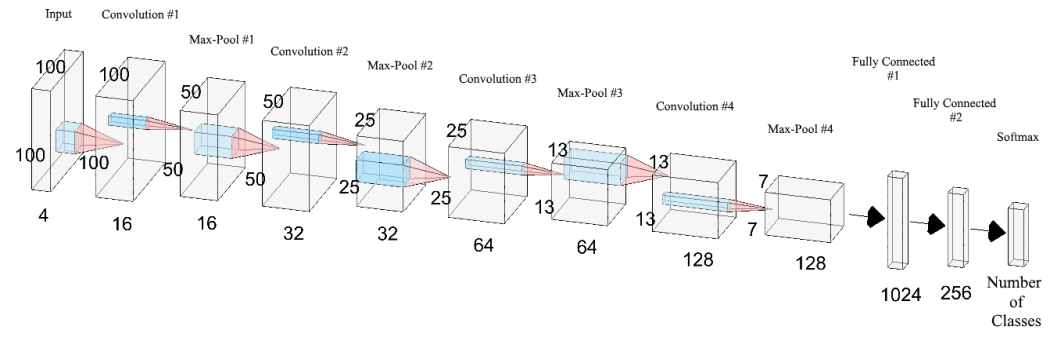 Input
Convolution #1
Max-Pool #1
Convolution #2
Max-Pool #2
Convolution #3
Max-Pool #3
Convolution #4
Max-Pool #4
Fully Connected
#1
Fully Connected
#2
Softmax
100
100
4
100
100
16
50
50
16
50
50
32
25
25
32
25
25
64
13
13
64
13
13
128
7
7
128
1024
256
Number
of
Classes